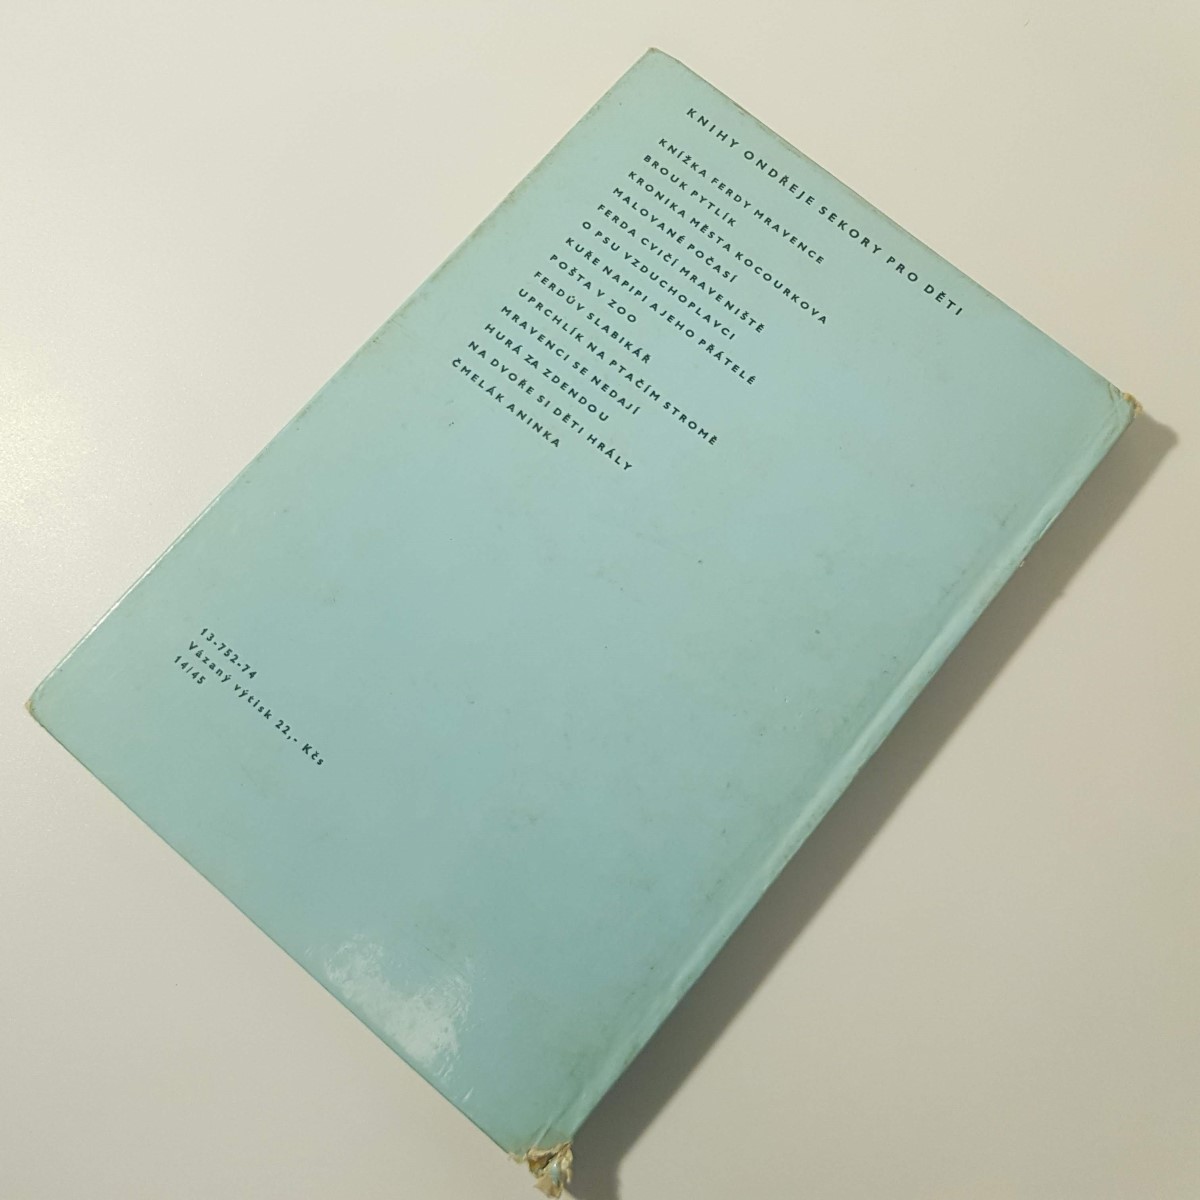 KNIHY ONDŘEJE SEKORY PRO DĚTI
KNÍŽKA FERDY MRAVENCE
BROUK PYTLÍK
KRONIKA MĚSTA KOCOURKOVA
MALOVANÉ POČASÍ
FERDA CVIČÍ MRAVENIŠTĚ
O PSU VZDUCHOPLAVCI
KUŘE NAPIPI A JEHO PŘÁTELÉ
POŠTA V ZOO
FERDŮV SLABIKÁŘ
UPRCHLÍK NA PTAČÍM STROMĚ
MRAVENCI SE NEDAJÍ
HURÁ ZA ZDENDOU
NA DVOŘE SI DĚTI HRÁLY
ČMELÁK ANINKA
13-752-74
Vázaný výtisk 22,- Kčs
14/45